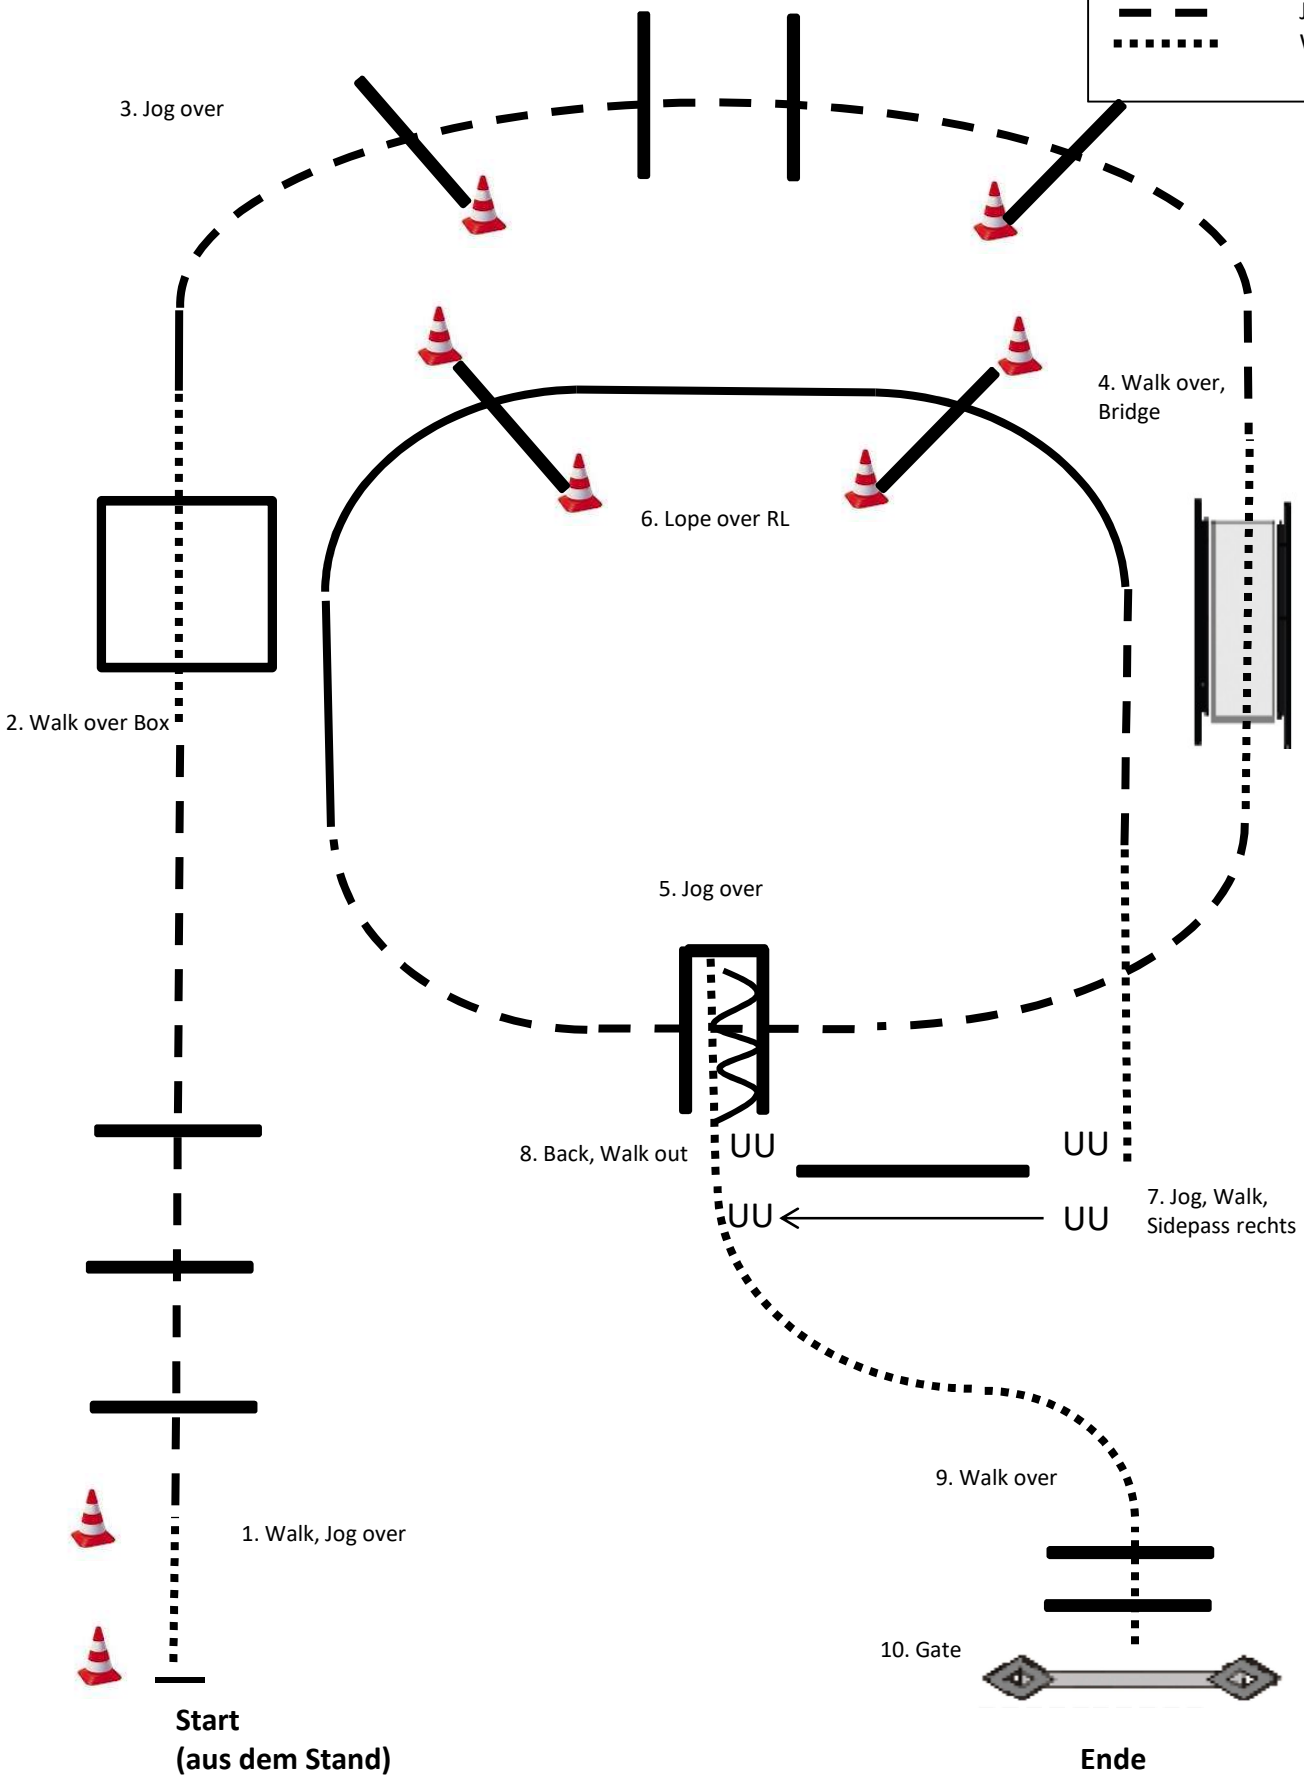 3. Jog over
4. Walk over,
Bridge
6. Lope over RL
2. Walk over Box
5. Jog over
8. Back, Walk out
UU
UU
UU
UU
7. Jog, Walk,
Sidepass rechts
9. Walk over
1. Walk, Jog over
10. Gate
Start
(aus dem Stand)
Ende